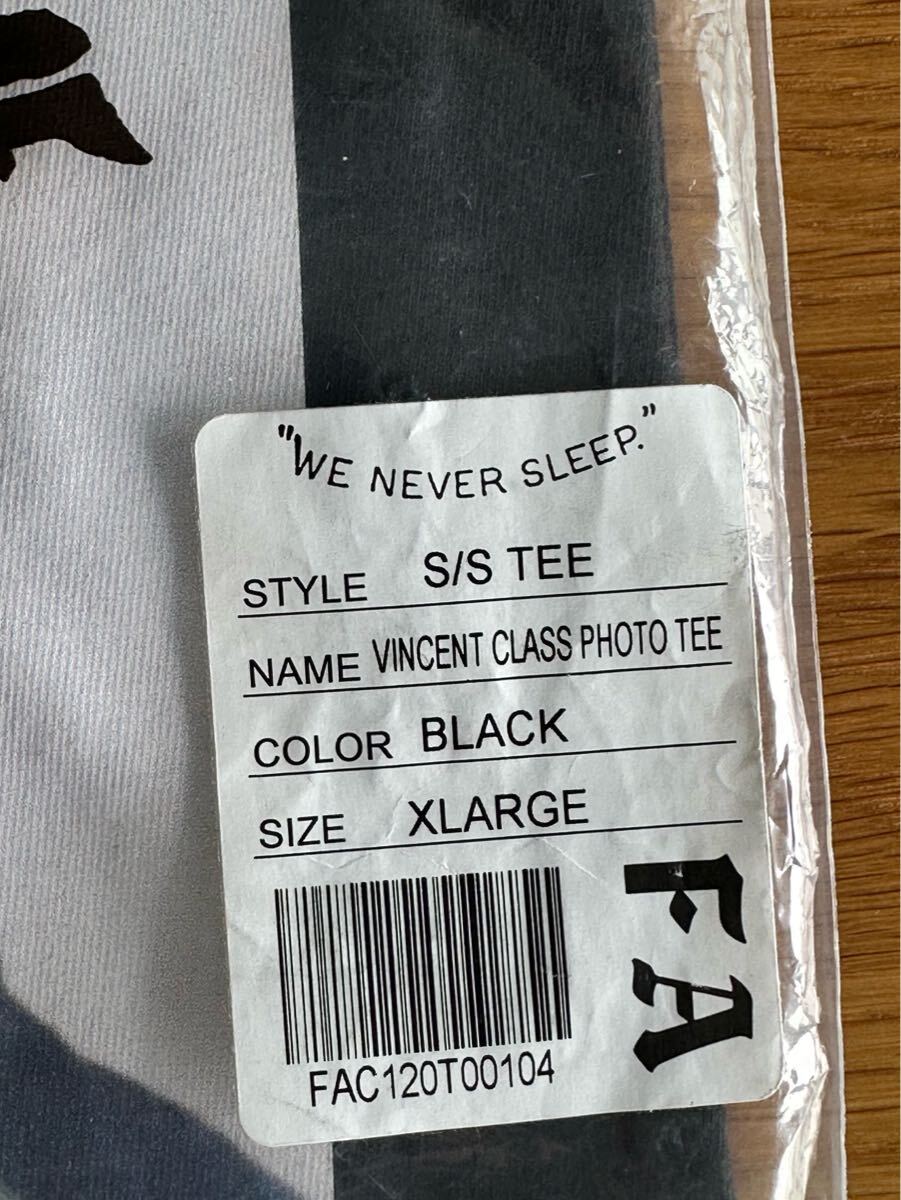 "WE NEVER SLEEP."
STYLE S/S TEE
NAME VINCENT CLASS PHOTO TEE
COLOR BLACK
SIZE XLARGE
FA
FAC120T00104